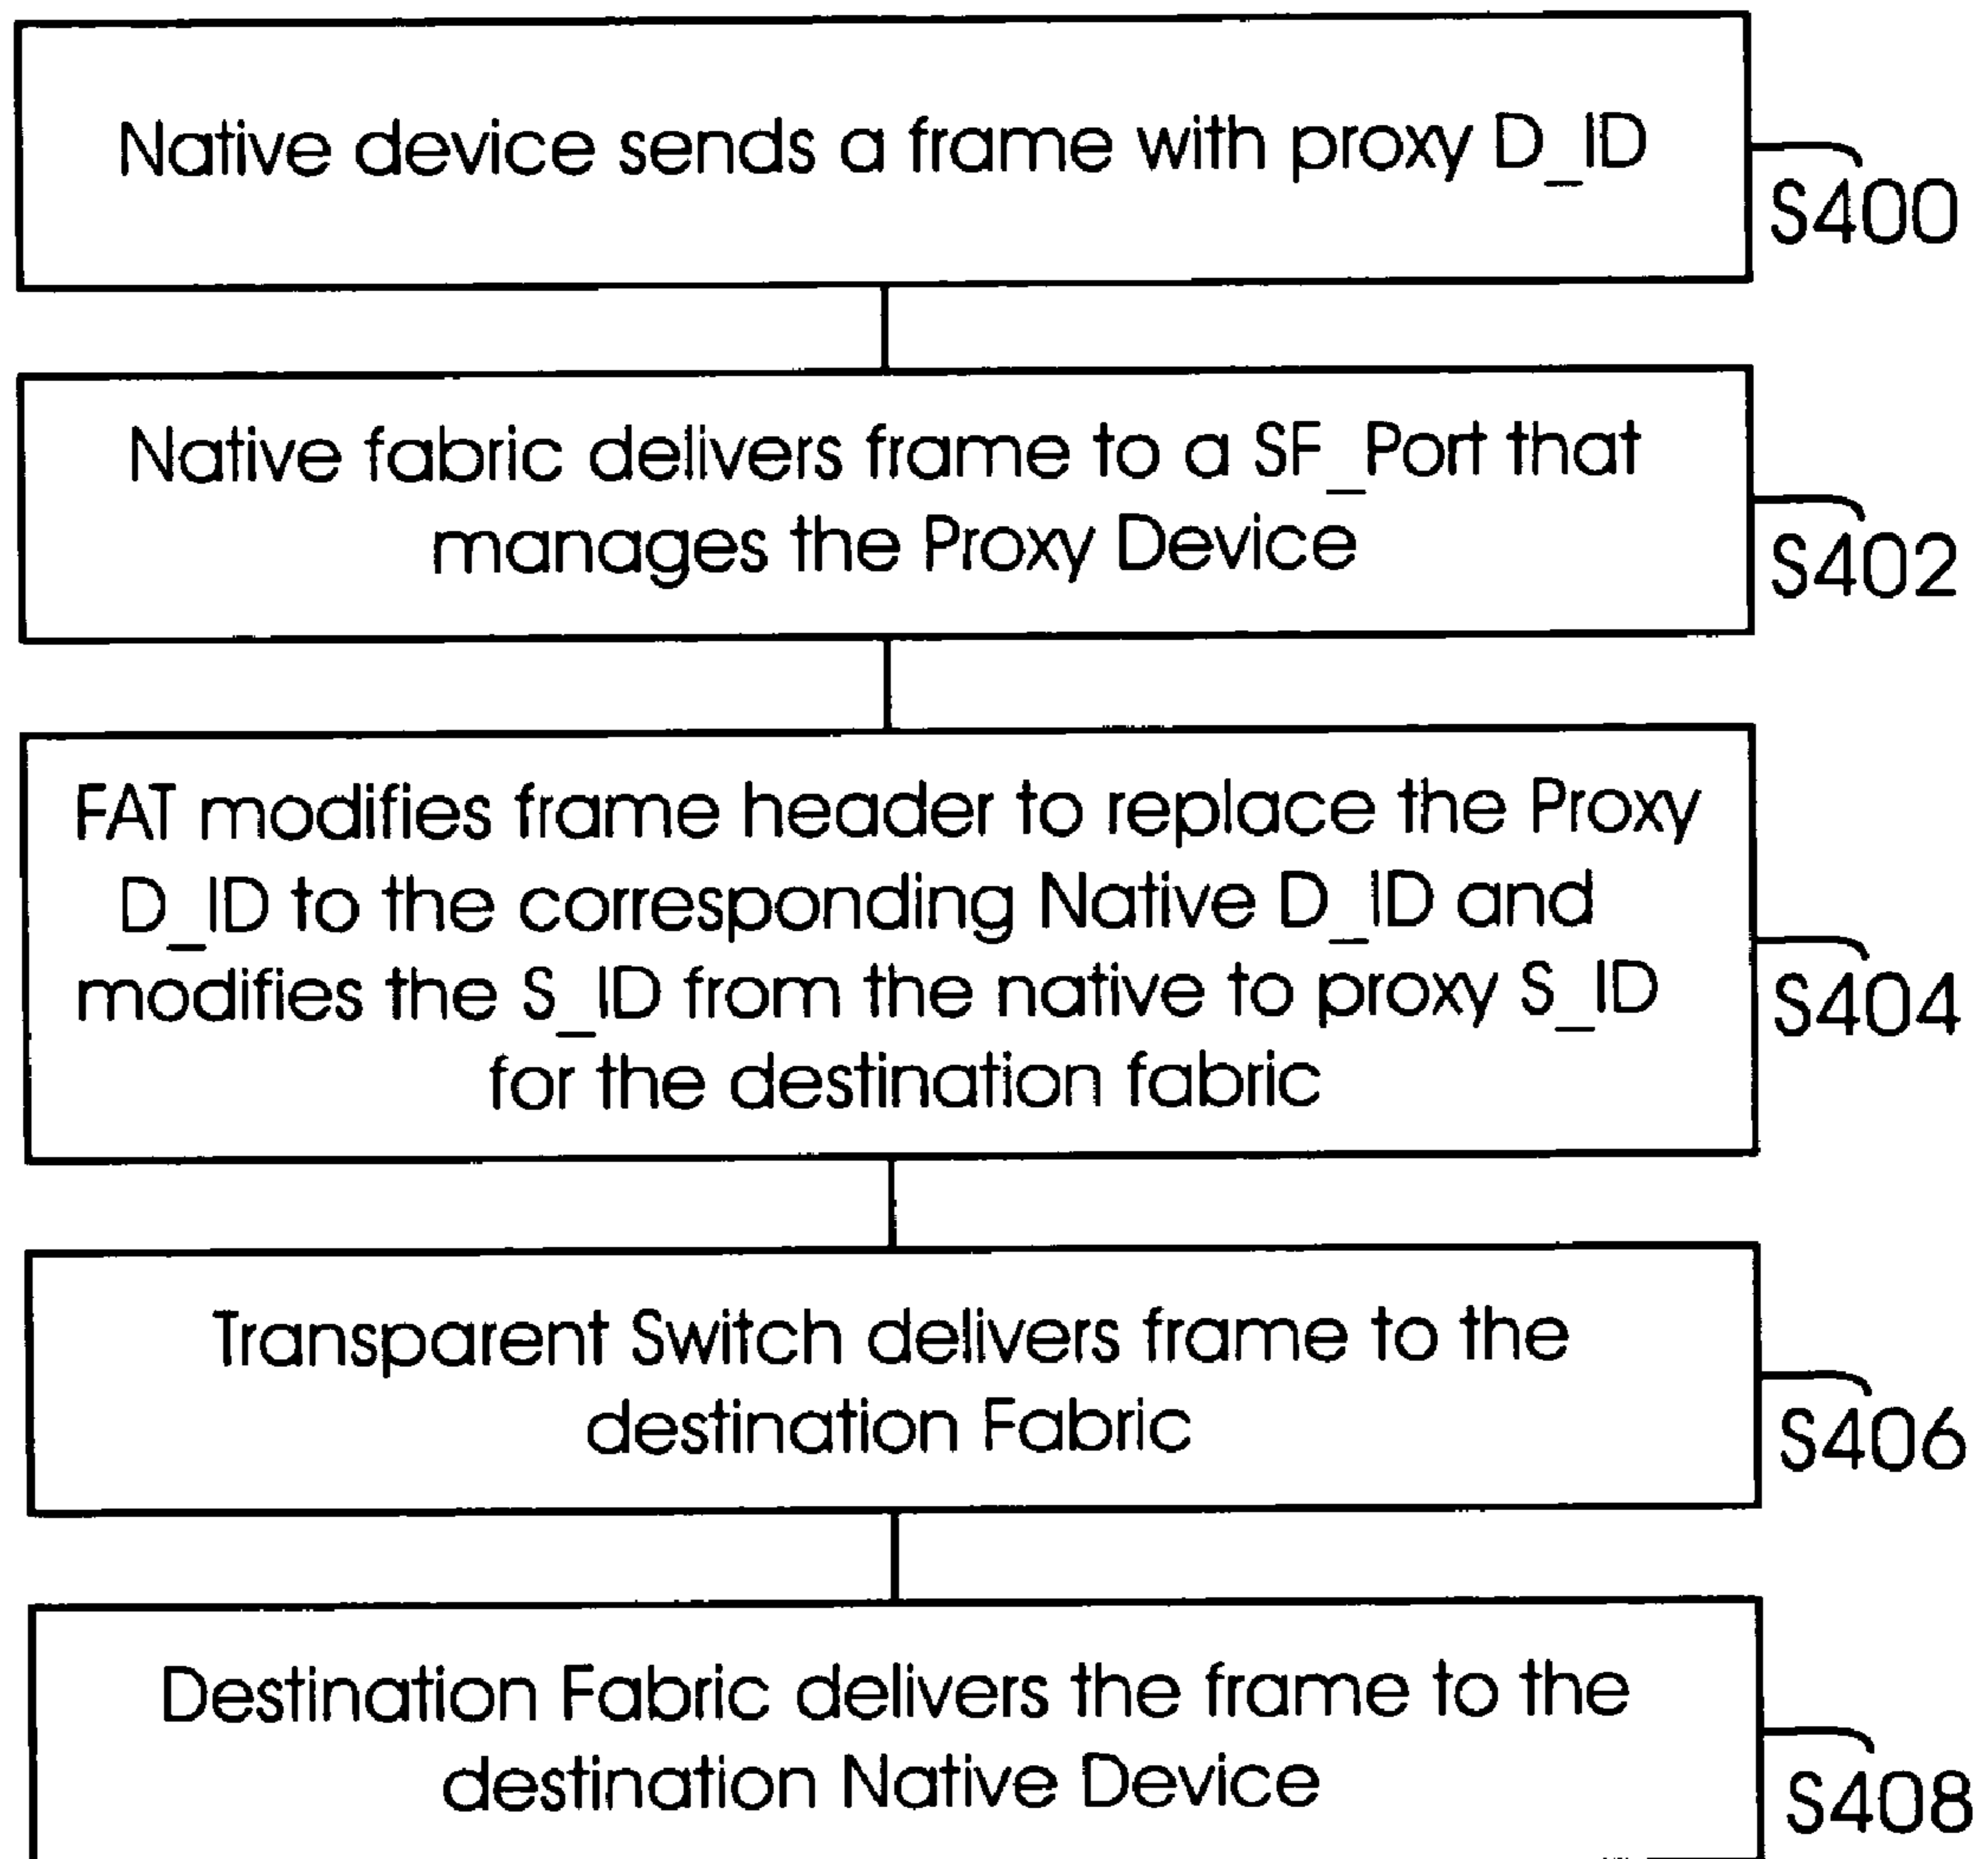 Native device sends a frame with proxy D_ID
S400
Native fabric delivers frame to a SF_Port that
manages the Proxy Device
S402
FAT modifies frame header to replace the Proxy
D_ID to the corresponding Native D_ID and
modifies the S_ID from the native to proxy S_ID
for the destination fabric
S404
Transparent Switch delivers frame to the
destination Fabric
S406
Destination Fabric delivers the frame to the
destination Native Device
S408